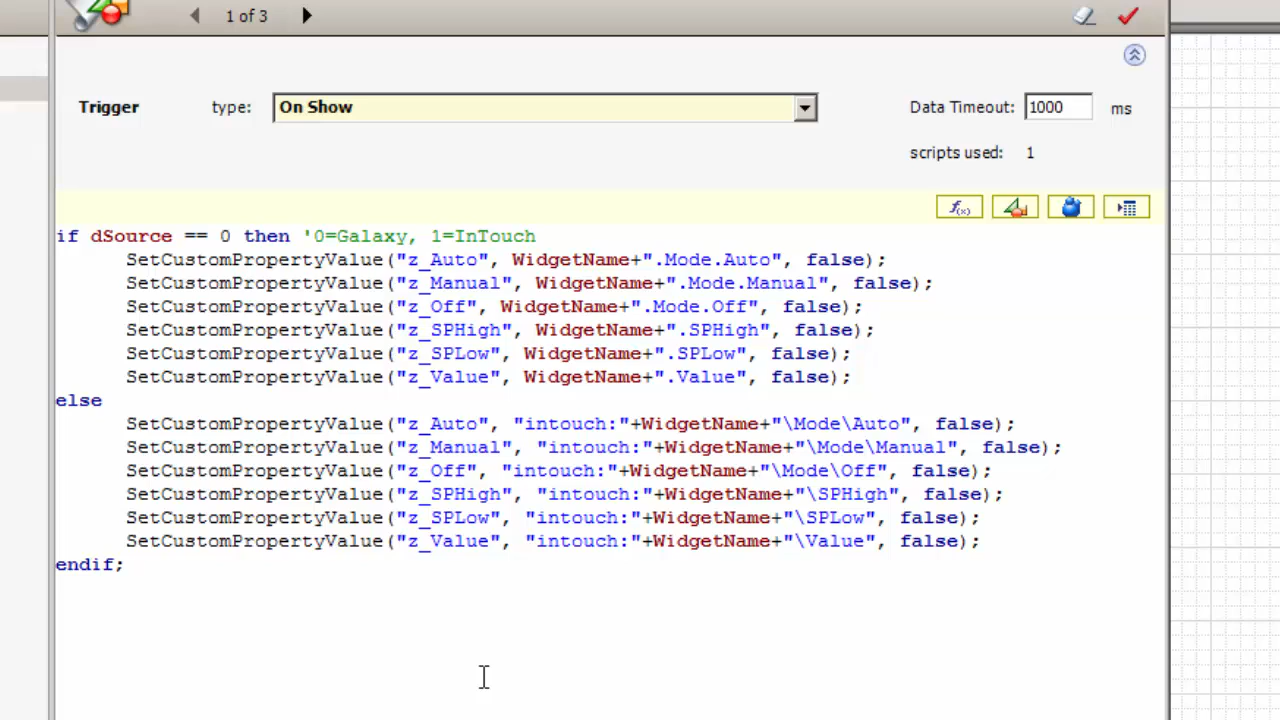 1 of 3
Trigger type: On Show Data Timeout: 1000 ms
scripts used: 1
f(x)
if dSource == 0 then '0=Galaxy, 1=InTouch
SetCustomPropertyValue("z_Auto", WidgetName+".Mode.Auto", false);
SetCustomPropertyValue("z_Manual", WidgetName+".Mode.Manual", false);
SetCustomPropertyValue("z_Off", WidgetName+".Mode.Off", false);
SetCustomPropertyValue("z_SPHigh", WidgetName+".SPHigh", false);
SetCustomPropertyValue("z_SPLow", WidgetName+".SPLow", false);
SetCustomPropertyValue("z_Value", WidgetName+".Value", false);
else
SetCustomPropertyValue("z_Auto", "intouch:"+WidgetName+"\Mode\Auto", false);
SetCustomPropertyValue("z_Manual", "intouch:"+WidgetName+"\Mode\Manual", false);
SetCustomPropertyValue("z_Off", "intouch:"+WidgetName+"\Mode\Off", false);
SetCustomPropertyValue("z_SPHigh", "intouch:"+WidgetName+"\SPHigh", false);
SetCustomPropertyValue("z_SPLow", "intouch:"+WidgetName+"\SPLow", false);
SetCustomPropertyValue("z_Value", "intouch:"+WidgetName+"\Value", false);
endif;